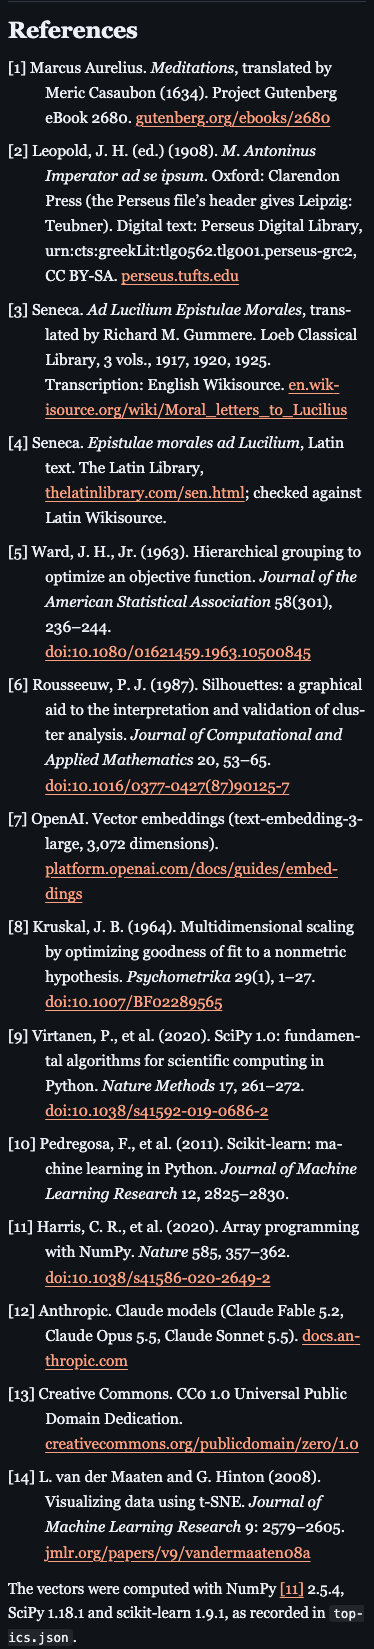 References
[1] Marcus Aurelius. Meditations, translated by
Meric Casaubon (1634). Project Gutenberg
eBook 2680. gutenberg.org/ebooks/2680
[2] Leopold, J. H. (ed.) (1908). M. Antoninus
Imperator ad se ipsum. Oxford: Clarendon
Press (the Perseus file’s header gives Leipzig:
Teubner). Digital text: Perseus Digital Library,
urn:cts:greekLit:tlg0562.tlg001.perseus-grc2,
CC BY-SA. perseus.tufts.edu
[3] Seneca. Ad Lucilium Epistulae Morales, trans-
lated by Richard M. Gummere. Loeb Classical
Library, 3 vols., 1917, 1920, 1925.
Transcription: English Wikisource. en.wik-
isource.org/wiki/Moral_letters_to_Lucilius
[4] Seneca. Epistulae morales ad Lucilium, Latin
text. The Latin Library,
thelatinlibrary.com/sen.html; checked against
Latin Wikisource.
[5] Ward, J. H., Jr. (1963). Hierarchical grouping to
optimize an objective function. Journal of the
American Statistical Association 58(301),
236–244.
doi:10.1080/01621459.1963.10500845
[6] Rousseeuw, P. J. (1987). Silhouettes: a graphical
aid to the interpretation and validation of clus-
ter analysis. Journal of Computational and
Applied Mathematics 20, 53–65.
doi:10.1016/0377-0427(87)90125-7
[7] OpenAI. Vector embeddings (text-embedding-3-
large, 3,072 dimensions).
platform.openai.com/docs/guides/embed-
dings
[8] Kruskal, J. B. (1964). Multidimensional scaling
by optimizing goodness of fit to a nonmetric
hypothesis. Psychometrika 29(1), 1–27.
doi:10.1007/BF02289565
[9] Virtanen, P., et al. (2020). SciPy 1.0: fundamen-
tal algorithms for scientific computing in
Python. Nature Methods 17, 261–272.
doi:10.1038/s41592-019-0686-2
[10] Pedregosa, F., et al. (2011). Scikit-learn: ma-
chine learning in Python. Journal of Machine
Learning Research 12, 2825–2830.
[11] Harris, C. R., et al. (2020). Array programming
with NumPy. Nature 585, 357–362.
doi:10.1038/s41586-020-2649-2
[12] Anthropic. Claude models (Claude Fable 5.2,
Claude Opus 5.5, Claude Sonnet 5.5). docs.an-
thropic.com
[13] Creative Commons. CC0 1.0 Universal Public
Domain Dedication.
creativecommons.org/publicdomain/zero/1.0
[14] L. van der Maaten and G. Hinton (2008).
Visualizing data using t-SNE. Journal of
Machine Learning Research 9: 2579–2605.
jmlr.org/papers/v9/vandermaaten08a
The vectors were computed with NumPy [11] 2.5.4,
SciPy 1.18.1 and scikit-learn 1.9.1, as recorded in top-
ics.json.